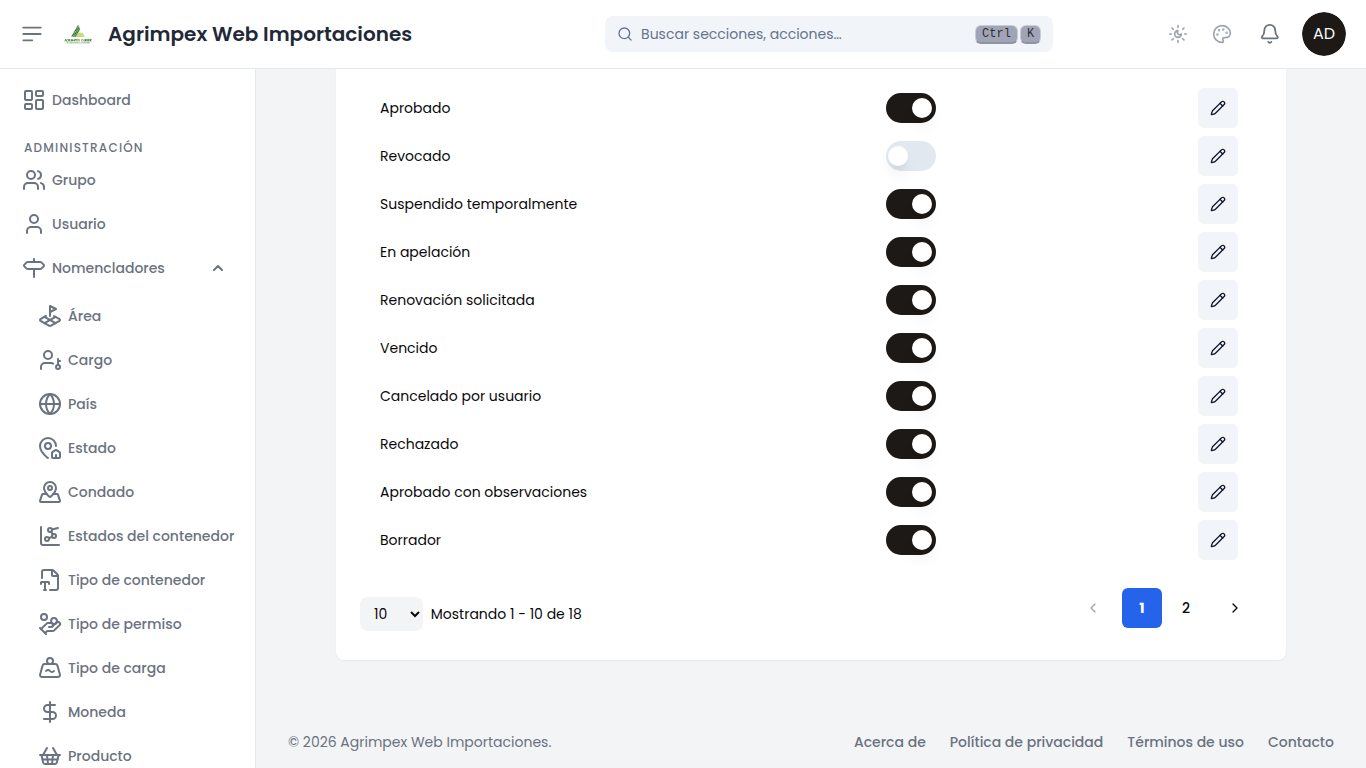 Agrimpex Web Importaciones
Buscar secciones, acciones...
Ctrl K
AD
Dashboard
ADMINISTRACIÓN
Grupo
Usuario
Nomencladores
Área
Cargo
País
Estado
Condado
Estados del contenedor
Tipo de contenedor
Tipo de permiso
Tipo de carga
Moneda
Producto
Aprobado
Revocado
Suspendido temporalmente
En apelación
Renovación solicitada
Vencido
Cancelado por usuario
Rechazado
Aprobado con observaciones
Borrador
10 Mostrando 1 - 10 de 18
1 2
© 2026 Agrimpex Web Importaciones.
Acerca de Política de privacidad Términos de uso Contacto